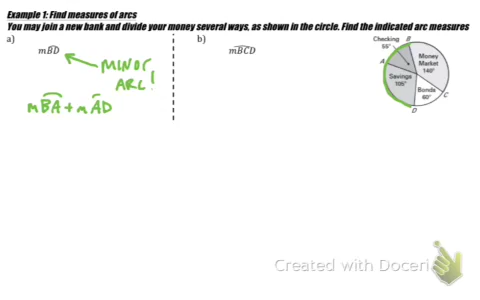 Example 1: Find measures of arcs
You may join a new bank and divide your money several ways, as shown in the circle. Find the indicated arc measures
a)
mBD
MINOR
ARC!
mBA + mAD
b)
mBCD
Checking
55°
B
A
Money
Market
140°
Savings
105°
Bonds
60°
C
D
Created with Doceri